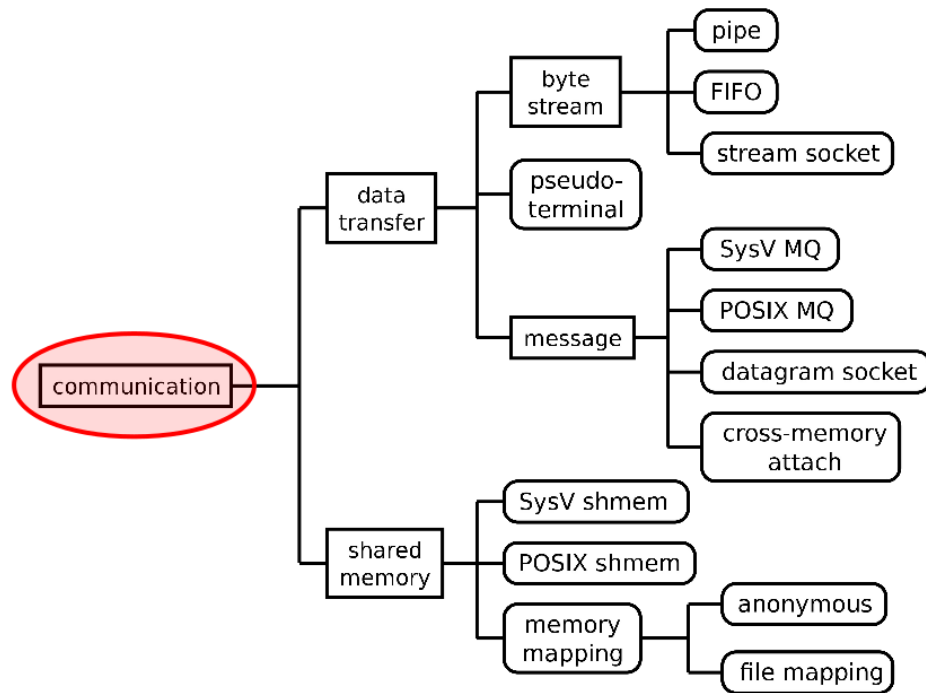 communication
data
transfer
byte
stream
pipe
FIFO
stream socket
pseudo-
terminal
message
SysV MQ
POSIX MQ
datagram socket
cross-memory
attach
shared
memory
SysV shmem
POSIX shmem
memory
mapping
anonymous
file mapping